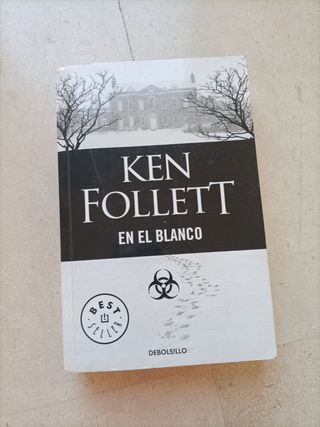 KEN
FOLLETT
EN EL BLANCO
BEST
SELLER
DEBOLSILLO